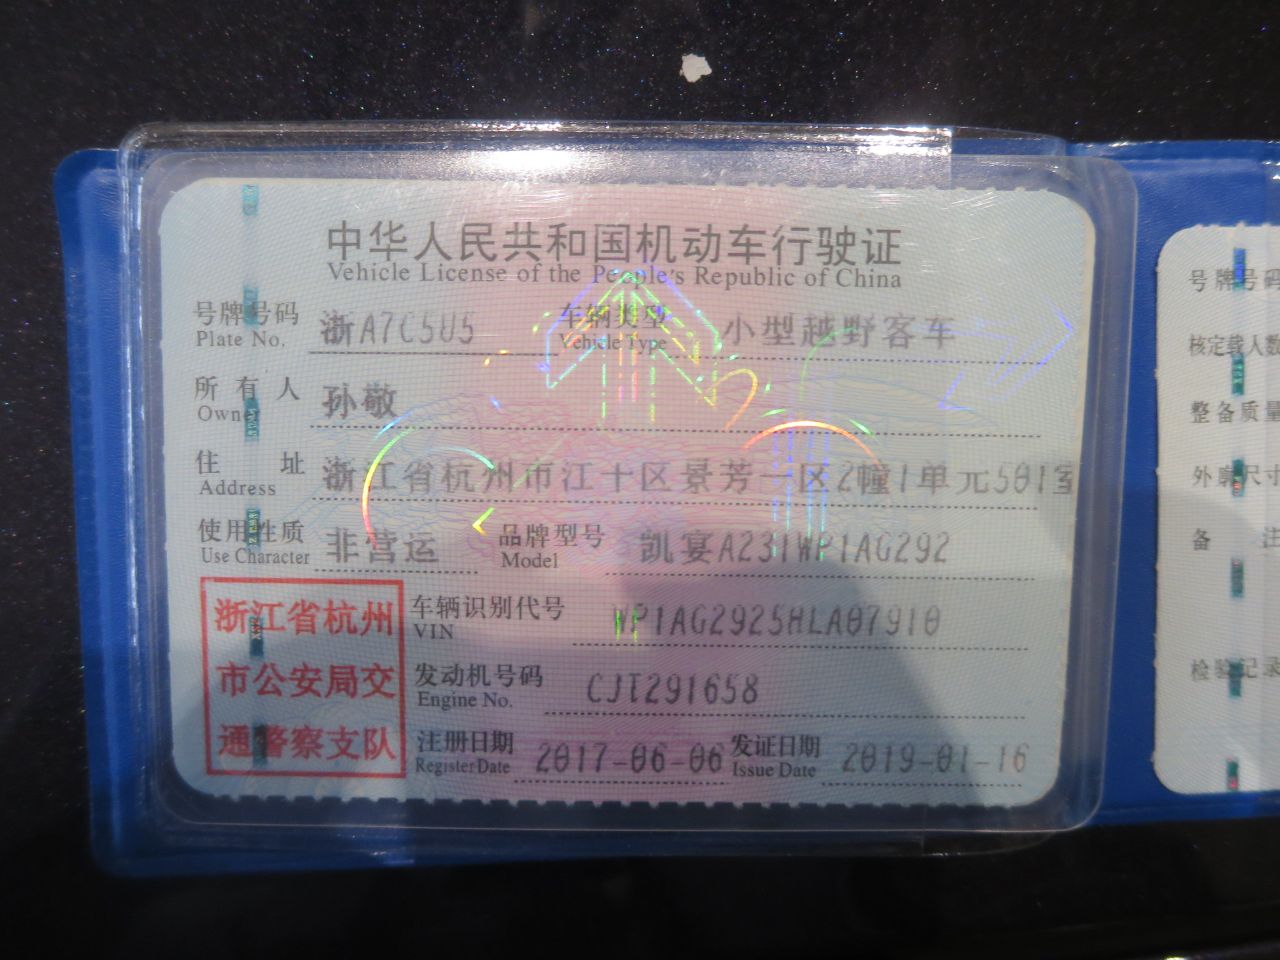 中华人民共和国机动车行驶证
Vehicle License of the People's Republic of China
号牌号码 浙A7C5U5 车辆类型 小型越野客车
Plate No. Vehicle Type
所有人 孙敬
Owner
住址 浙江省杭州市江干区景芳一区2幢1单元501室
Address
使用性质 非营运 品牌型号 凯宴A231WP1AG292
Use Character Model
车辆识别代号 WP1AG2925HLA07910
VIN
发动机号码 CJT291658
Engine No.
注册日期 2017-06-06 发证日期 2019-01-16
Register Date Issue Date
浙江省杭州
市公安局交
通警察支队
号牌号码
核定载人数
整备质量
外廓尺寸
备 注
检验记录